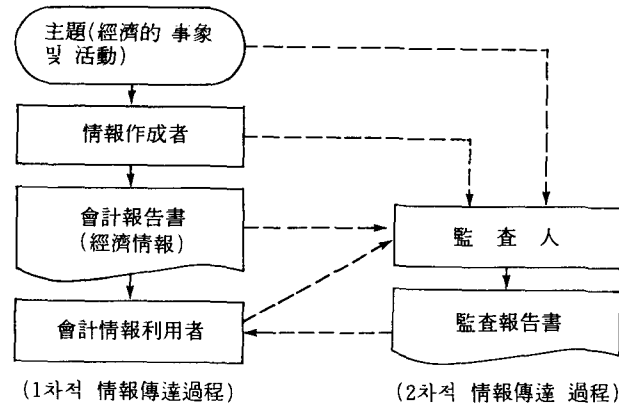 主題(經濟的 事象
및 活動)
情報作成者
會計報告書
(經濟情報)
監 査 人
會計情報利用者
監査報告書
(1차적 情報傳達過程)
(2차적 情報傳達 過程)